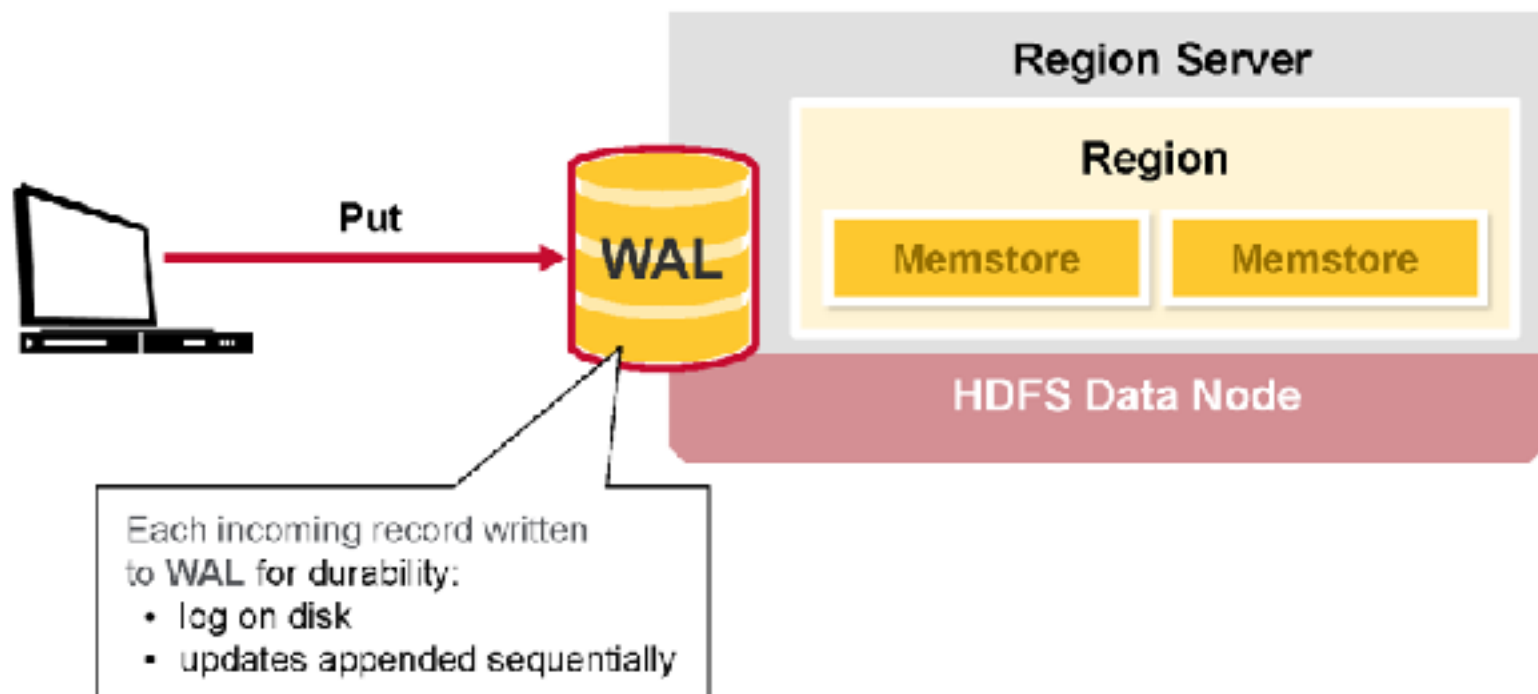 Region Server
Region
Put
WAL
Memstore Memstore
HDFS Data Node
Each incoming record written
to WAL for durability:
• log on disk
▪ updates appended sequentially